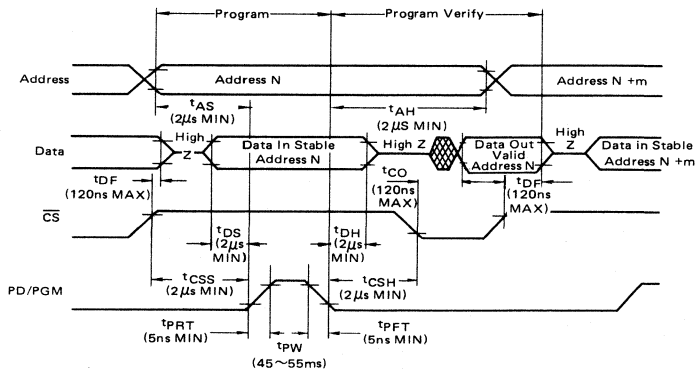 Program
Program Verify
Address
Address N
Address N +m
tAS
(2μs MIN)
tAH
(2μS MIN)
Data
High
Z
Data In Stable
Address N
High Z
Data Out
Valid
Address N
High
Z
Data in Stable
Address N +m
tDF
(120ns MAX)
tCO
(120ns
MAX)
tDF
(120ns
MAX)
CS
tDS
(2μs
MIN)
tDH
(2μs
MIN)
tCSS
(2μs MIN)
tCSH
(2μs MIN)
PD/PGM
tPRT
(5ns MIN)
tPW
(45~55ms)
tPFT
(5ns MIN)